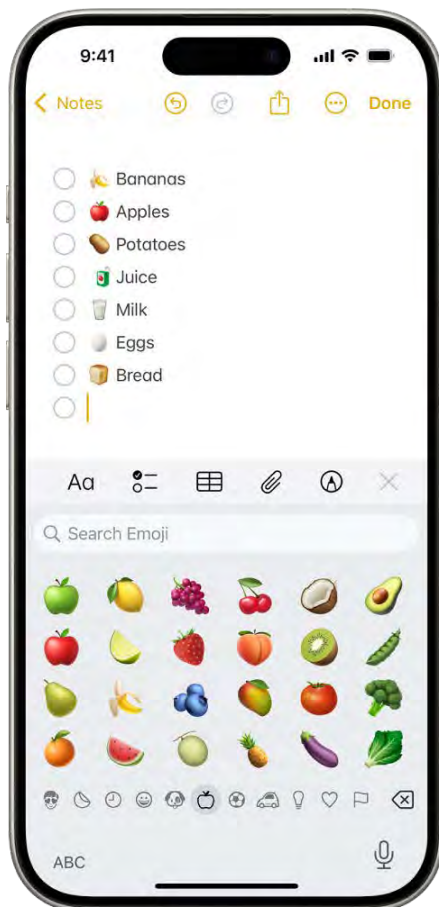 9:41
Notes
Done
Bananas
Apples
Potatoes
Juice
Milk
Eggs
Bread
Aa
Search Emoji
ABC